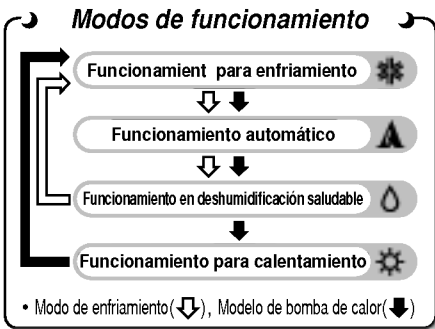 Modos de funcionamiento
Funcionamient para enfriamiento
Funcionamiento automático
Funcionamiento en deshumidificación saludable
Funcionamiento para calentamiento
• Modo de enfriamiento(⇩), Modelo de bomba de calor(🡇)